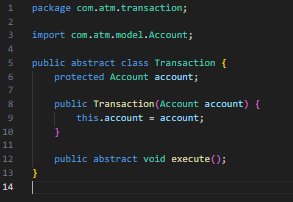 1 package com.atm.transaction;
2
3 import com.atm.model.Account;
4
5 public abstract class Transaction {
6     protected Account account;
7
8     public Transaction(Account account) {
9         this.account = account;
10     }
11
12     public abstract void execute();
13 }
14